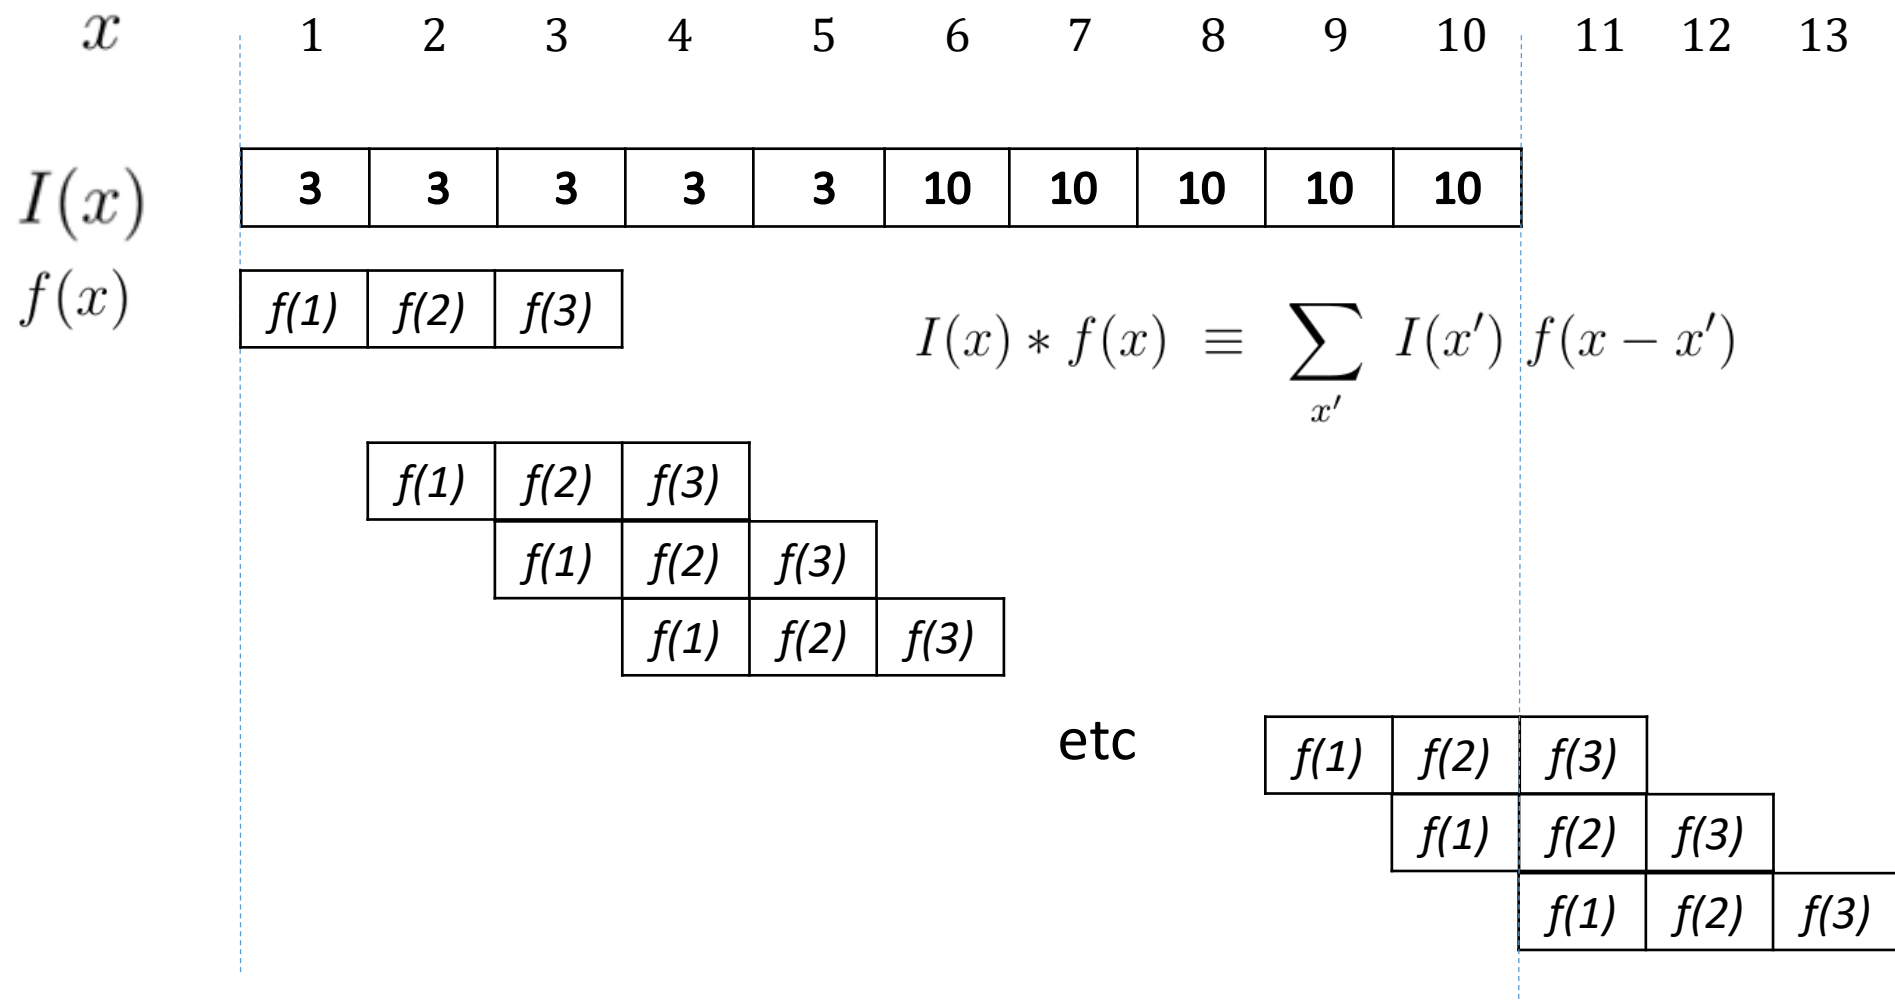 x 1 2 3 4 5 6 7 8 9 10 11 12 13
I(x) 3 3 3 3 3 10 10 10 10 10
f(x) f(1) f(2) f(3)
I(x) * f(x) ≡ ∑ I(x′) f(x − x′)
x′
f(1) f(2) f(3)
f(1) f(2) f(3)
f(1) f(2) f(3)
etc
f(1) f(2) f(3)
f(1) f(2) f(3)
f(1) f(2) f(3)